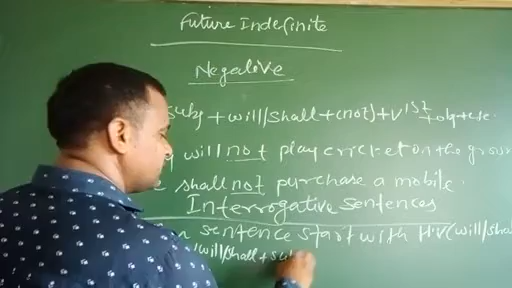 Future Indefinite
Negative
subj + will/shall + (not) + V1st + obj + etc.
will not play cricket on the
shall not purchase a mobile.
Interrogative Sentences
sentence start with H.V (will/shal
will/shall + sub